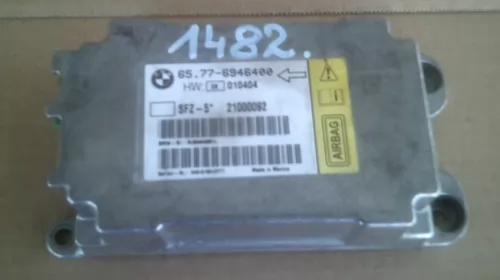 1482.
65.77-6946400
HW: 010404
SFZ-5* 21000092
AIRBAG
Made in Mexico